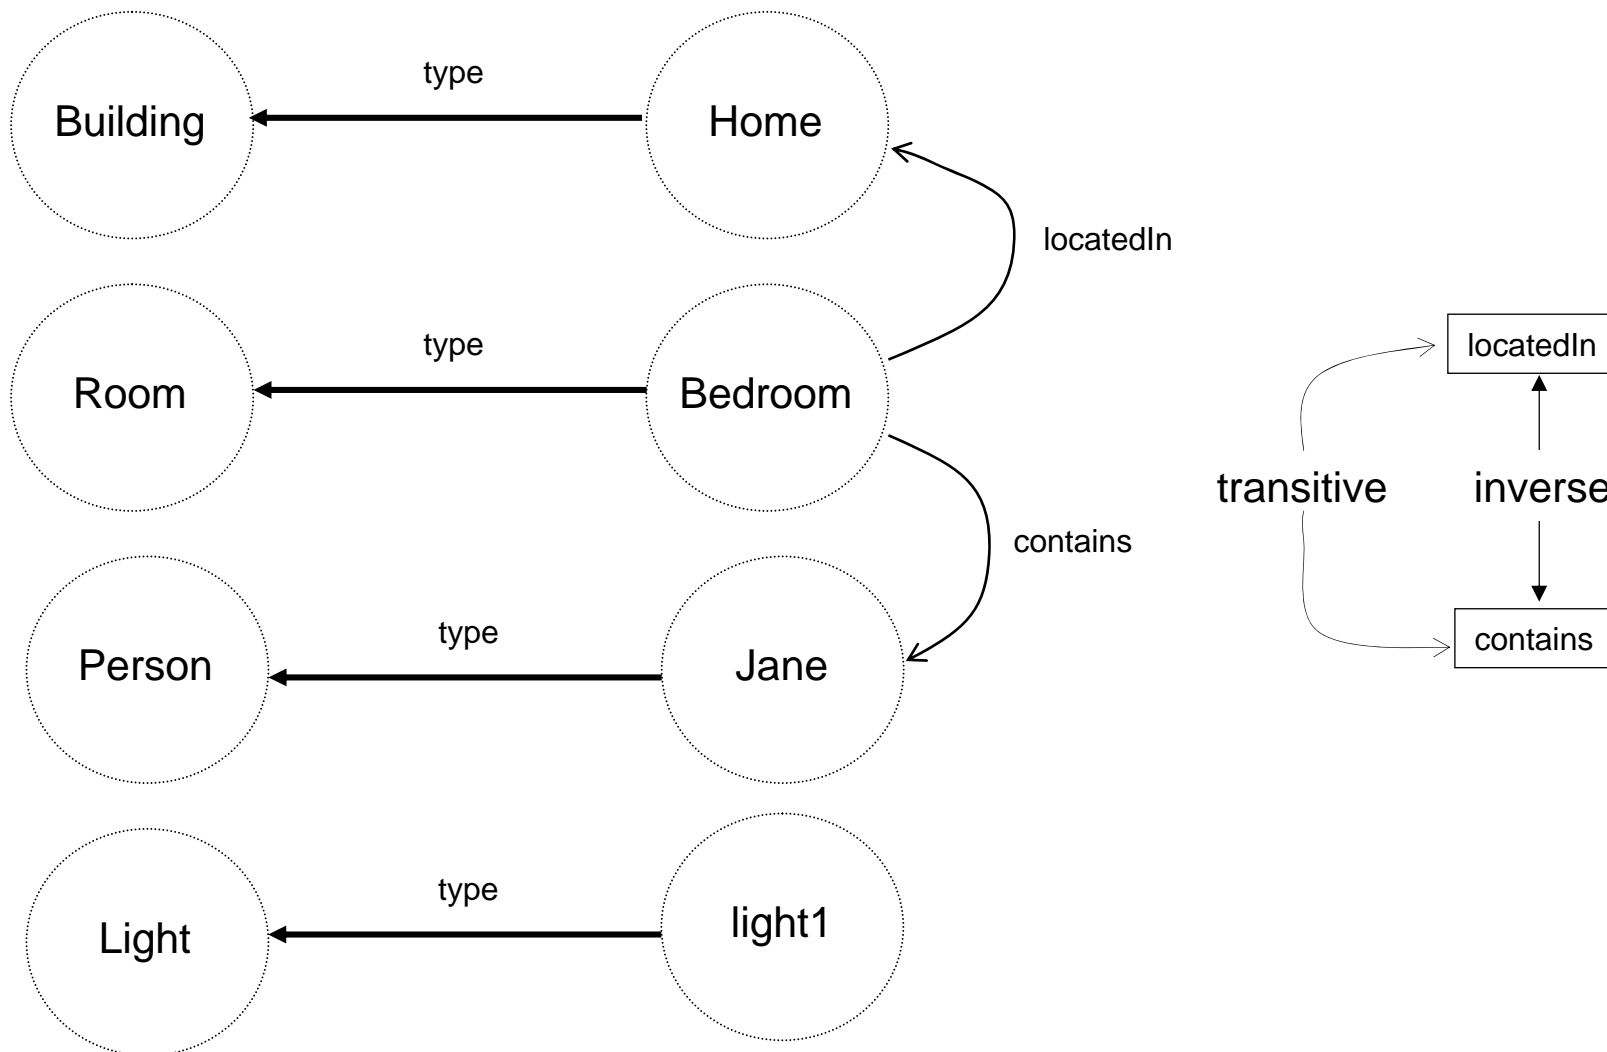 type
Building
Home
locatedIn
type
Room
Bedroom
locatedIn
transitive
inverse
contains
type
Person
Jane
contains
type
Light
light1